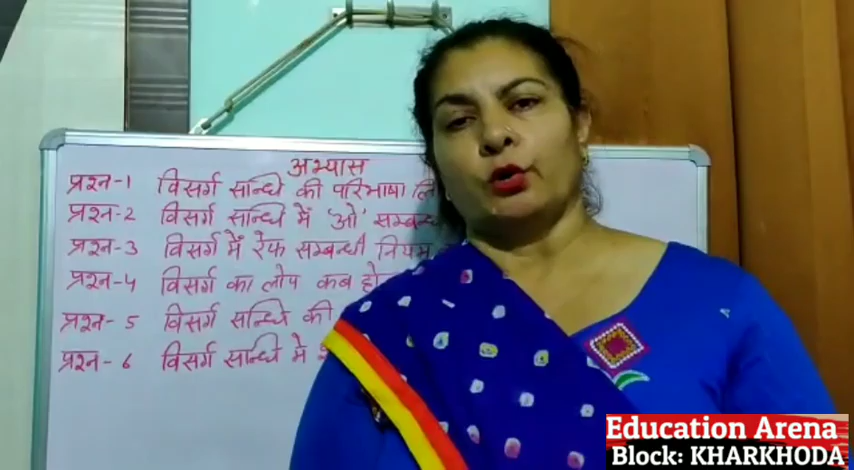 अभ्यास
प्रश्न-1 विसर्ग सन्धि की परिभाषा लि
प्रश्न-2 विसर्ग सन्धि में 'ओ' सम्बन्ध
प्रश्न-3 विसर्ग में रेफ सम्बन्धी नियम
प्रश्न-4 विसर्ग का लोप कब हो
प्रश्न-5 विसर्ग सन्धि की
प्रश्न-6 विसर्ग सन्धि में
Education Arena
Block: KHARKHODA